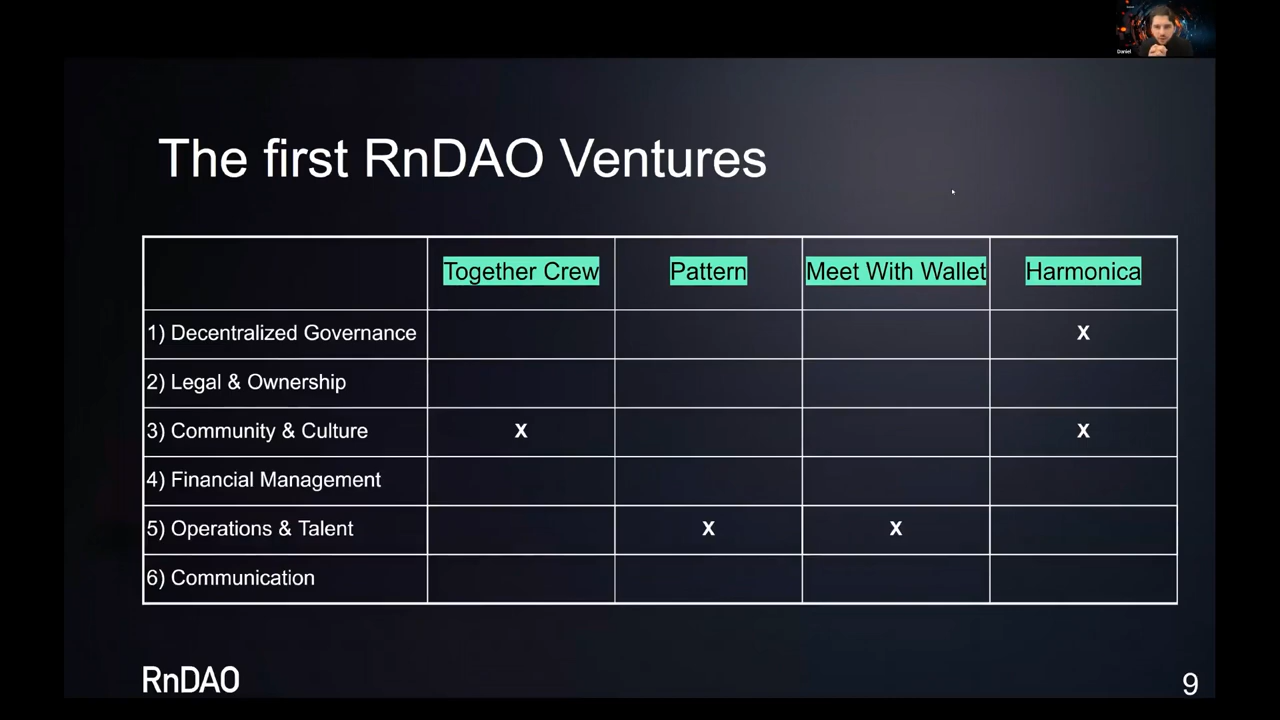 Daniel
The first RnDAO Ventures
Together Crew Pattern Meet With Wallet Harmonica
1) Decentralized Governance X
2) Legal & Ownership
3) Community & Culture X X
4) Financial Management
5) Operations & Talent X X
6) Communication
RnDAO
9